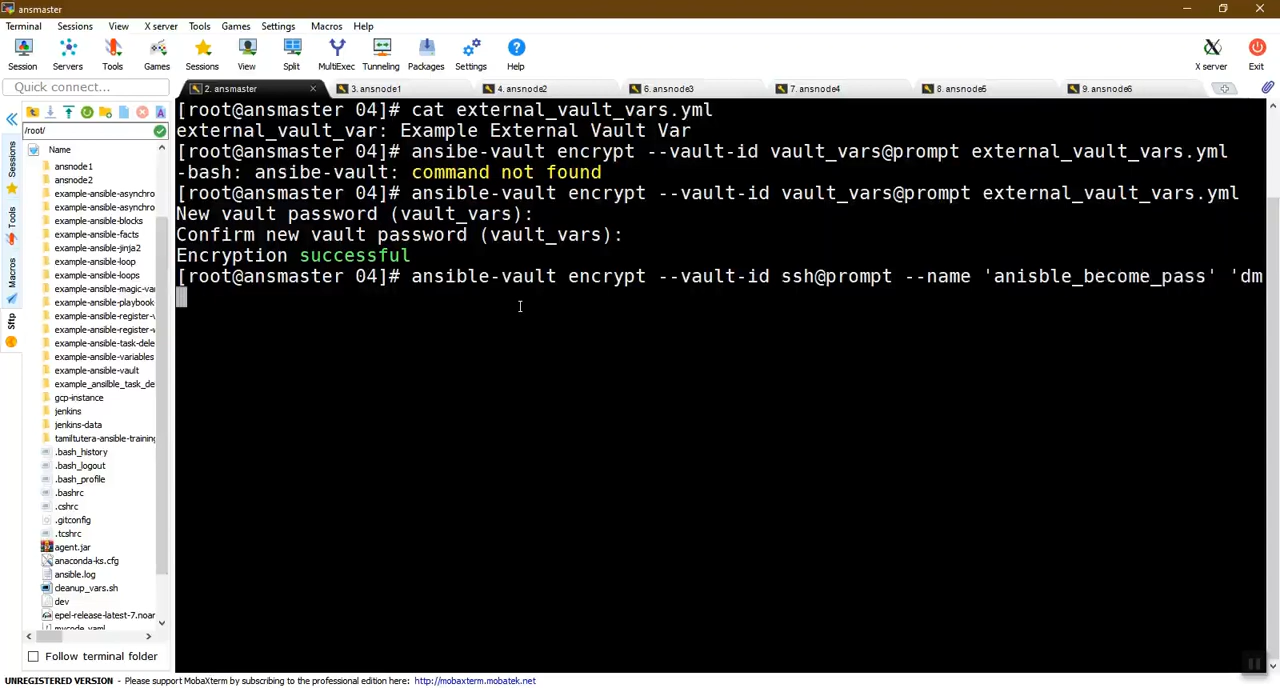 ansmaster
Terminal Sessions View X server Tools Games Settings Macros Help
Session Servers Tools Games Sessions View Split MultiExec Tunneling Packages Settings Help X server Exit
Quick connect...
2. ansmaster
3. ansnode1
4. ansnode2
6. ansnode3
7. ansnode4
8. ansnode5
9. ansnode6
Sessions
Tools
Macros
Sftp
/root/
Name
ansnode1
ansnode2
example-ansible-asynchro
example-ansible-asynchro
example-ansible-blocks
example-ansible-facts
example-ansible-jinja2
example-ansible-loop
example-ansible-loops
example-ansible-magic-var
example-ansible-playbook
example-ansible-register-v
example-ansible-register-v
example-ansible-task-dele
example-ansible-variables
example-ansible-vault
example_ansilble_task_de
gcp-instance
jenkins
jenkins-data
tamiltutera-ansible-training
.bash_history
.bash_logout
.bash_profile
.bashrc
.cshrc
.gitconfig
.tcshrc
agent.jar
anaconda-ks.cfg
ansible.log
cleanup_vars.sh
dev
epel-release-latest-7.noar
mycode.yaml
Follow terminal folder
[root@ansmaster 04]# cat external_vault_vars.yml
external_vault_var: Example External Vault Var
[root@ansmaster 04]# ansibe-vault encrypt --vault-id vault_vars@prompt external_vault_vars.yml
-bash: ansibe-vault: command not found
[root@ansmaster 04]# ansible-vault encrypt --vault-id vault_vars@prompt external_vault_vars.yml
New vault password (vault_vars):
Confirm new vault password (vault_vars):
Encryption successful
[root@ansmaster 04]# ansible-vault encrypt --vault-id ssh@prompt --name 'anisble_become_pass' 'dm
UNREGISTERED VERSION - Please support MobaXterm by subscribing to the professional edition here: http://mobaxterm.mobatek.net